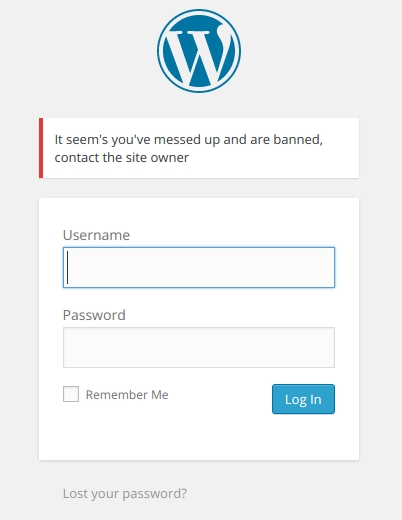 W
It seem's you've messed up and are banned,
contact the site owner
Username
Password
Remember Me
Log In
Lost your password?